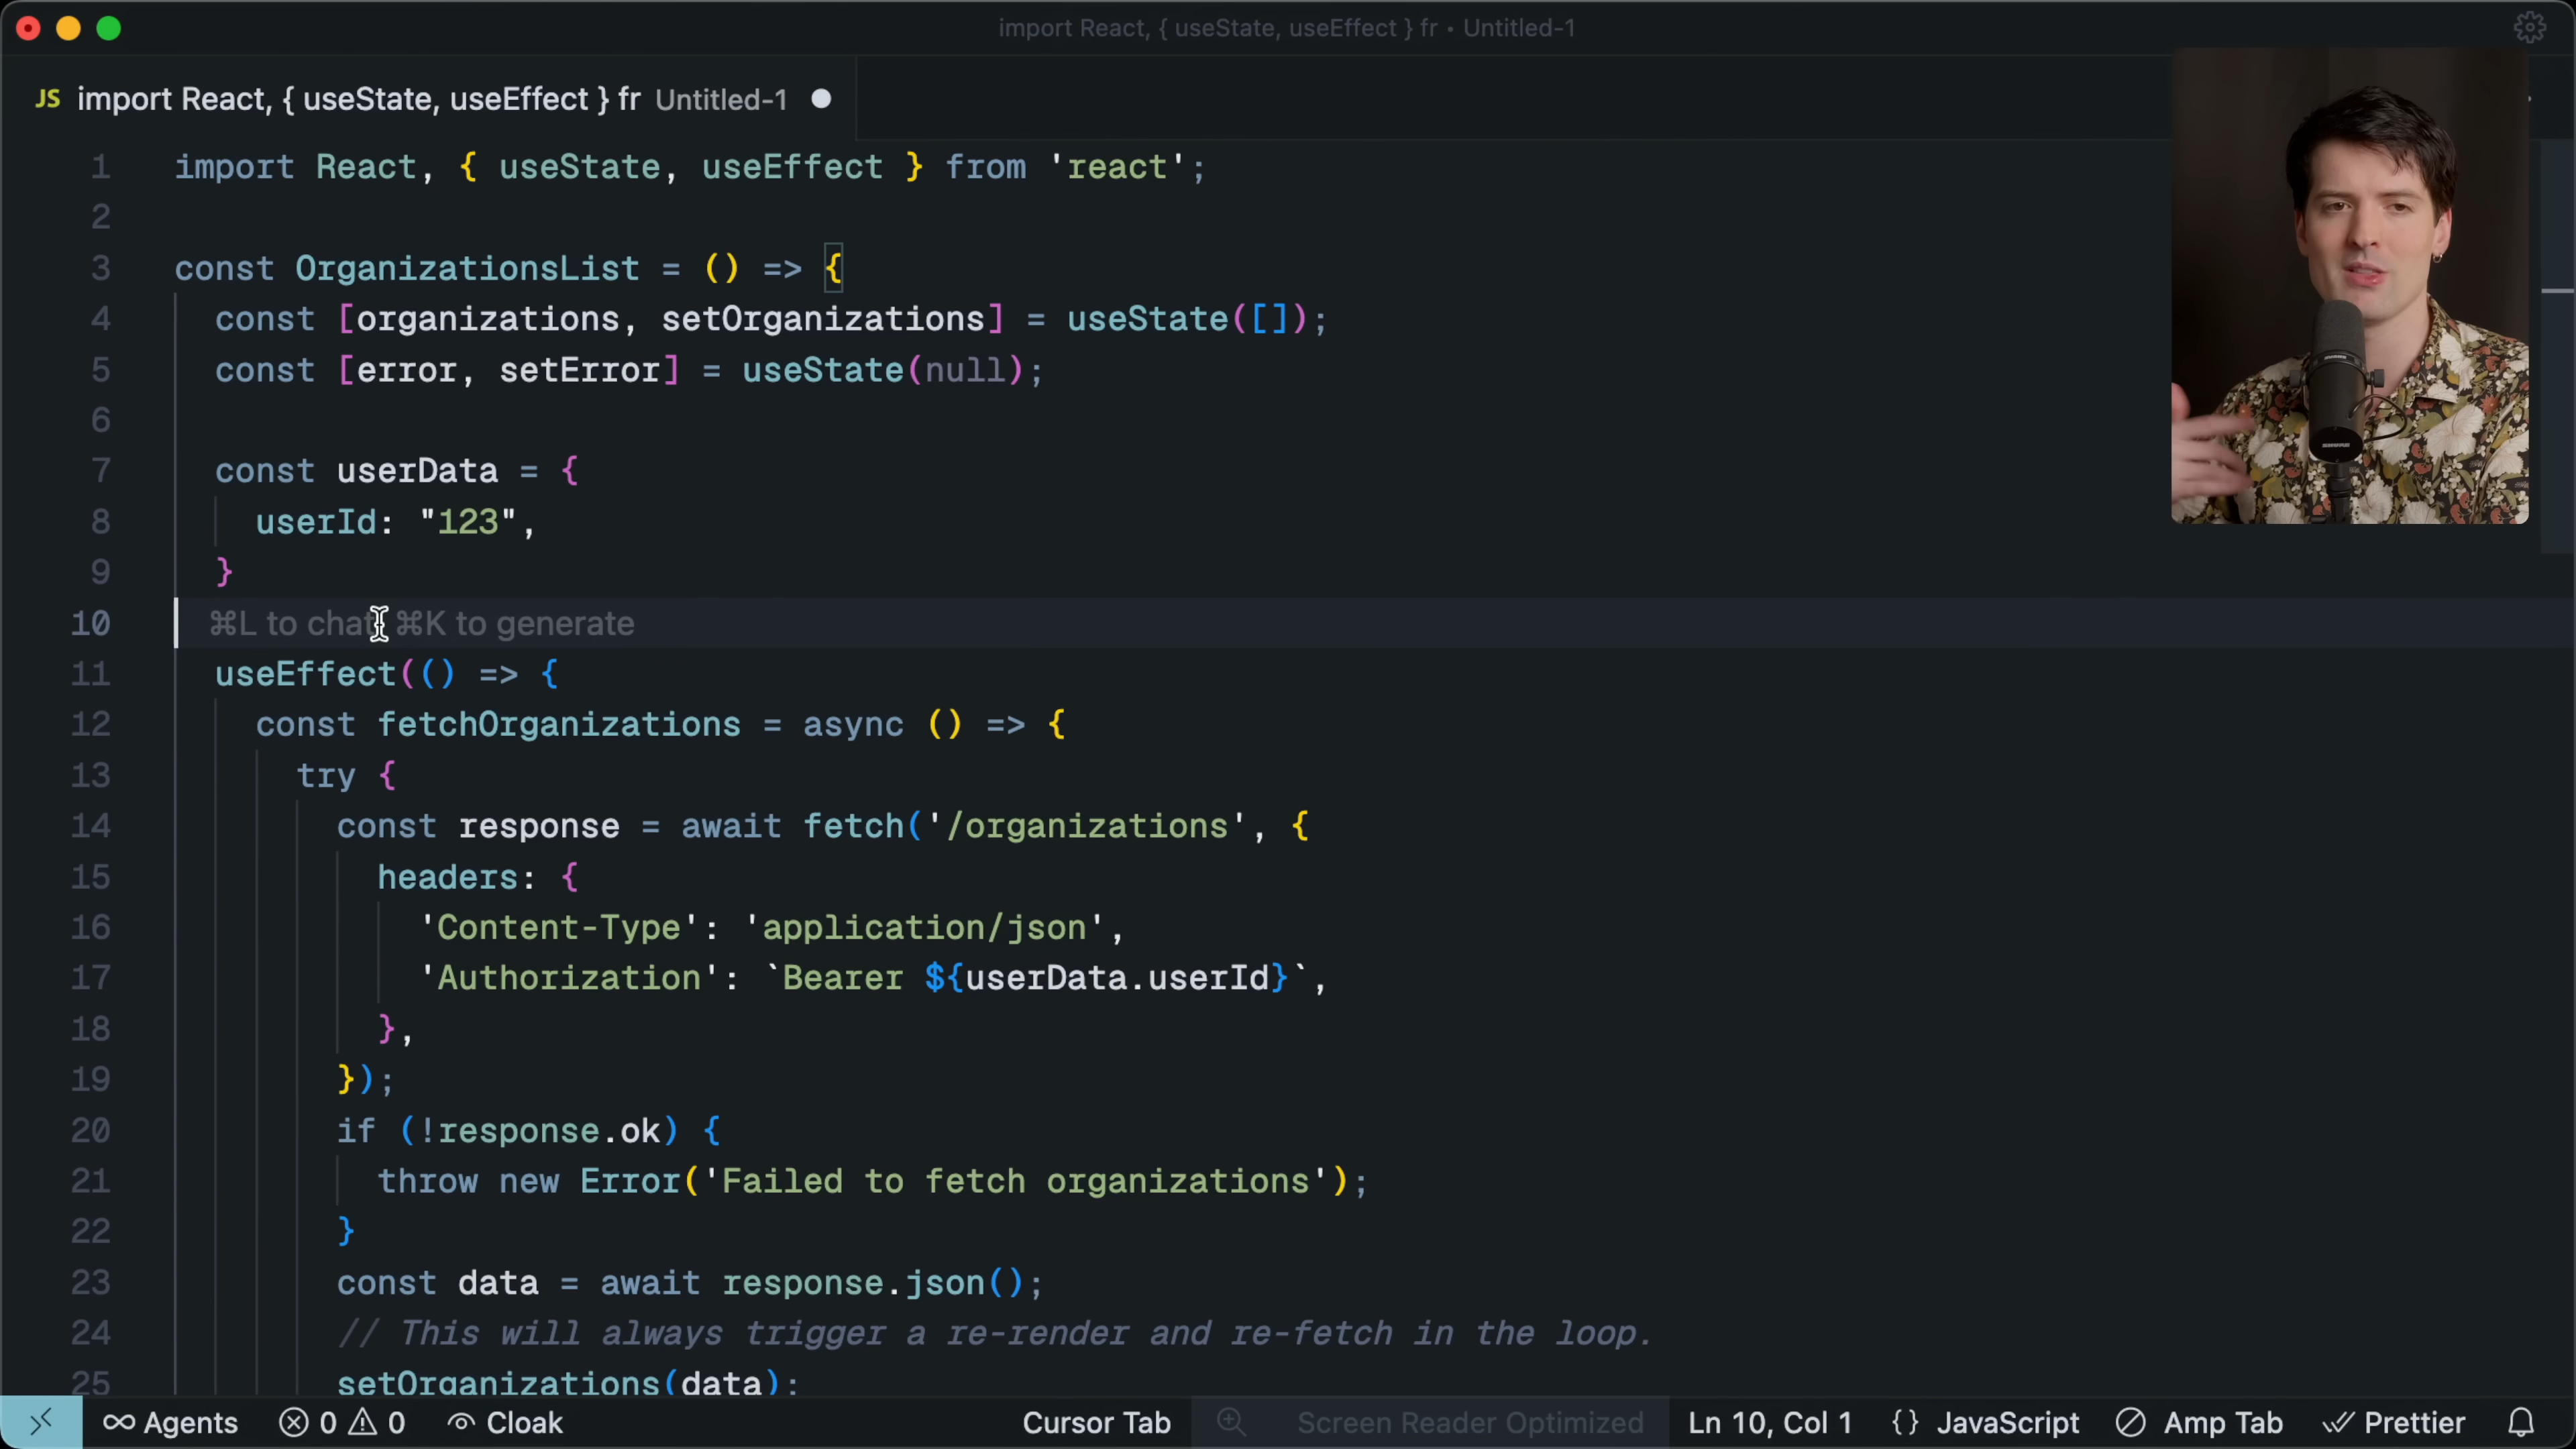 import React, { useState, useEffect } fr • Untitled-1
JS import React, { useState, useEffect } fr Untitled-1
1 import React, { useState, useEffect } from 'react';
2
3 const OrganizationsList = () => {
4 const [organizations, setOrganizations] = useState([]);
5 const [error, setError] = useState(null);
6
7 const userData = {
8 userId: "123",
9 }
10 ⌘L to chat, ⌘K to generate
11 useEffect(() => {
12 const fetchOrganizations = async () => {
13 try {
14 const response = await fetch('/organizations', {
15 headers: {
16 'Content-Type': 'application/json',
17 'Authorization': `Bearer ${userData.userId}`,
18 },
19 });
20 if (!response.ok) {
21 throw new Error('Failed to fetch organizations');
22 }
23 const data = await response.json();
24 // This will always trigger a re-render and re-fetch in the loop.
25 setOrganizations(data);
Agents 0 0 Cloak Cursor Tab Screen Reader Optimized Ln 10, Col 1 {} JavaScript Amp Tab Prettier